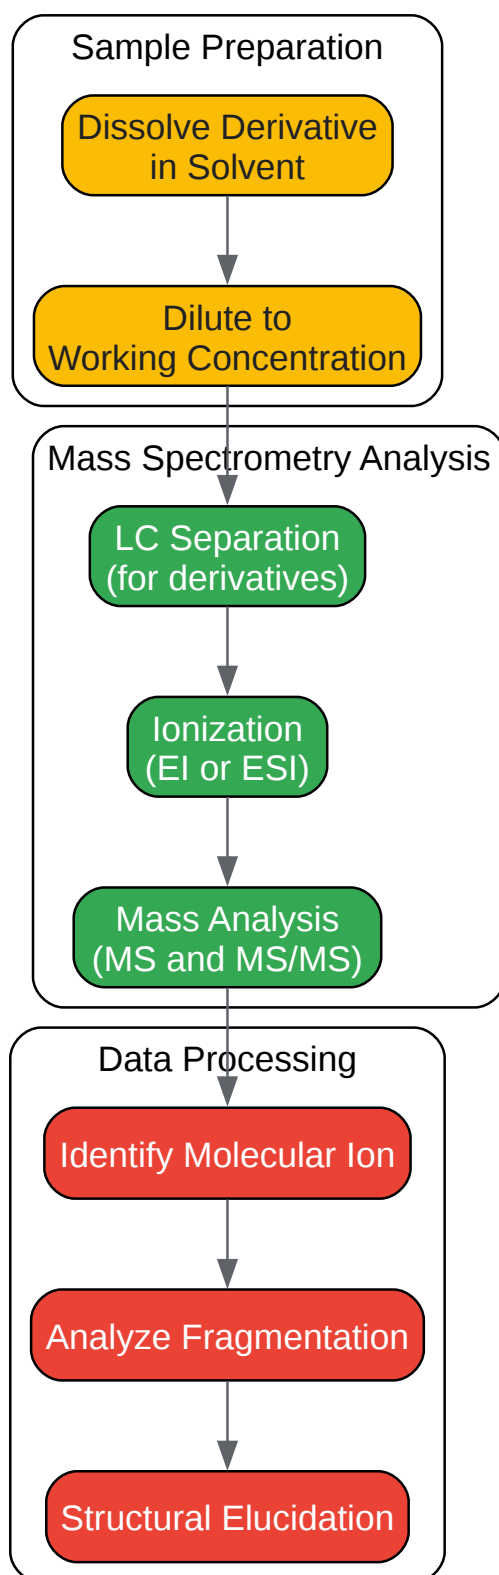 Sample Preparation
Dissolve Derivative
in Solvent
Dilute to
Working Concentration
Mass Spectrometry Analysis
LC Separation
(for derivatives)
Ionization
(EI or ESI)
Mass Analysis
(MS and MS/MS)
Data Processing
Identify Molecular Ion
Analyze Fragmentation
Structural Elucidation